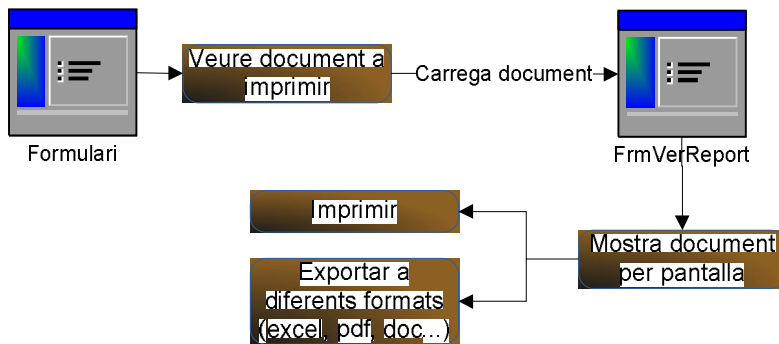 Veure document a
imprimir
Carrega document
Formulari
FrmVerReport
Imprimir
Mostra document
per pantalla
Exportar a
diferents formats
(excel, pdf, doc...)